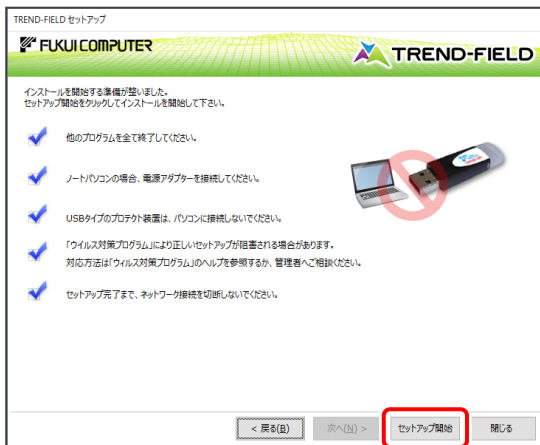 TREND-FIELD セットアップ
FUKUI COMPUTER
TREND-FIELD
インストールを開始する準備が整いました。
セットアップ開始をクリックしてインストールを開始して下さい。
他のプログラムを全て終了してください。
ノートパソコンの場合、電源アダプターを接続してください。
USBタイプのプロテクト装置は、パソコンに接続しないでください。
「ウイルス対策プログラム」により正しいセットアップが阻害される場合があります。
対応方法は「ウィルス対策プログラム」のヘルプを参照するか、管理者へご相談ください。
セットアップ完了まで、ネットワーク接続を切断しないでください。
< 戻る(B)
次へ(N) >
セットアップ開始
閉じる